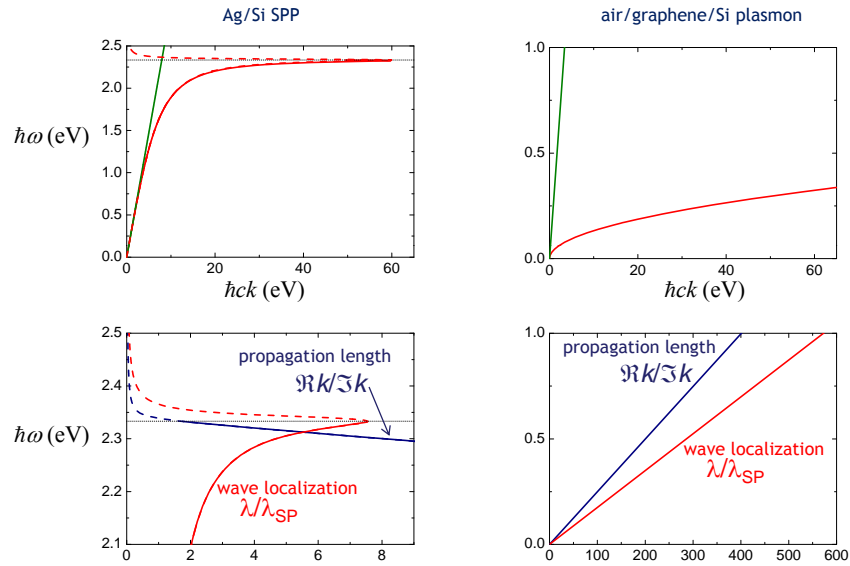 Ag/Si SPP
2.5
2.0
1.5
1.0
0.5
0.0
ħω (eV)
0
20
40
60
ħck (eV)
air/graphene/Si plasmon
1.0
0.5
0.0
0
20
40
60
ħck (eV)
2.5
2.4
2.3
2.2
2.1
ħω (eV)
propagation length
ℜk/ℑk
wave localization
λ/λSP
0
2
4
6
8
1.0
0.5
0.0
propagation length
ℜk/ℑk
wave localization
λ/λSP
0
100
200
300
400
500
600